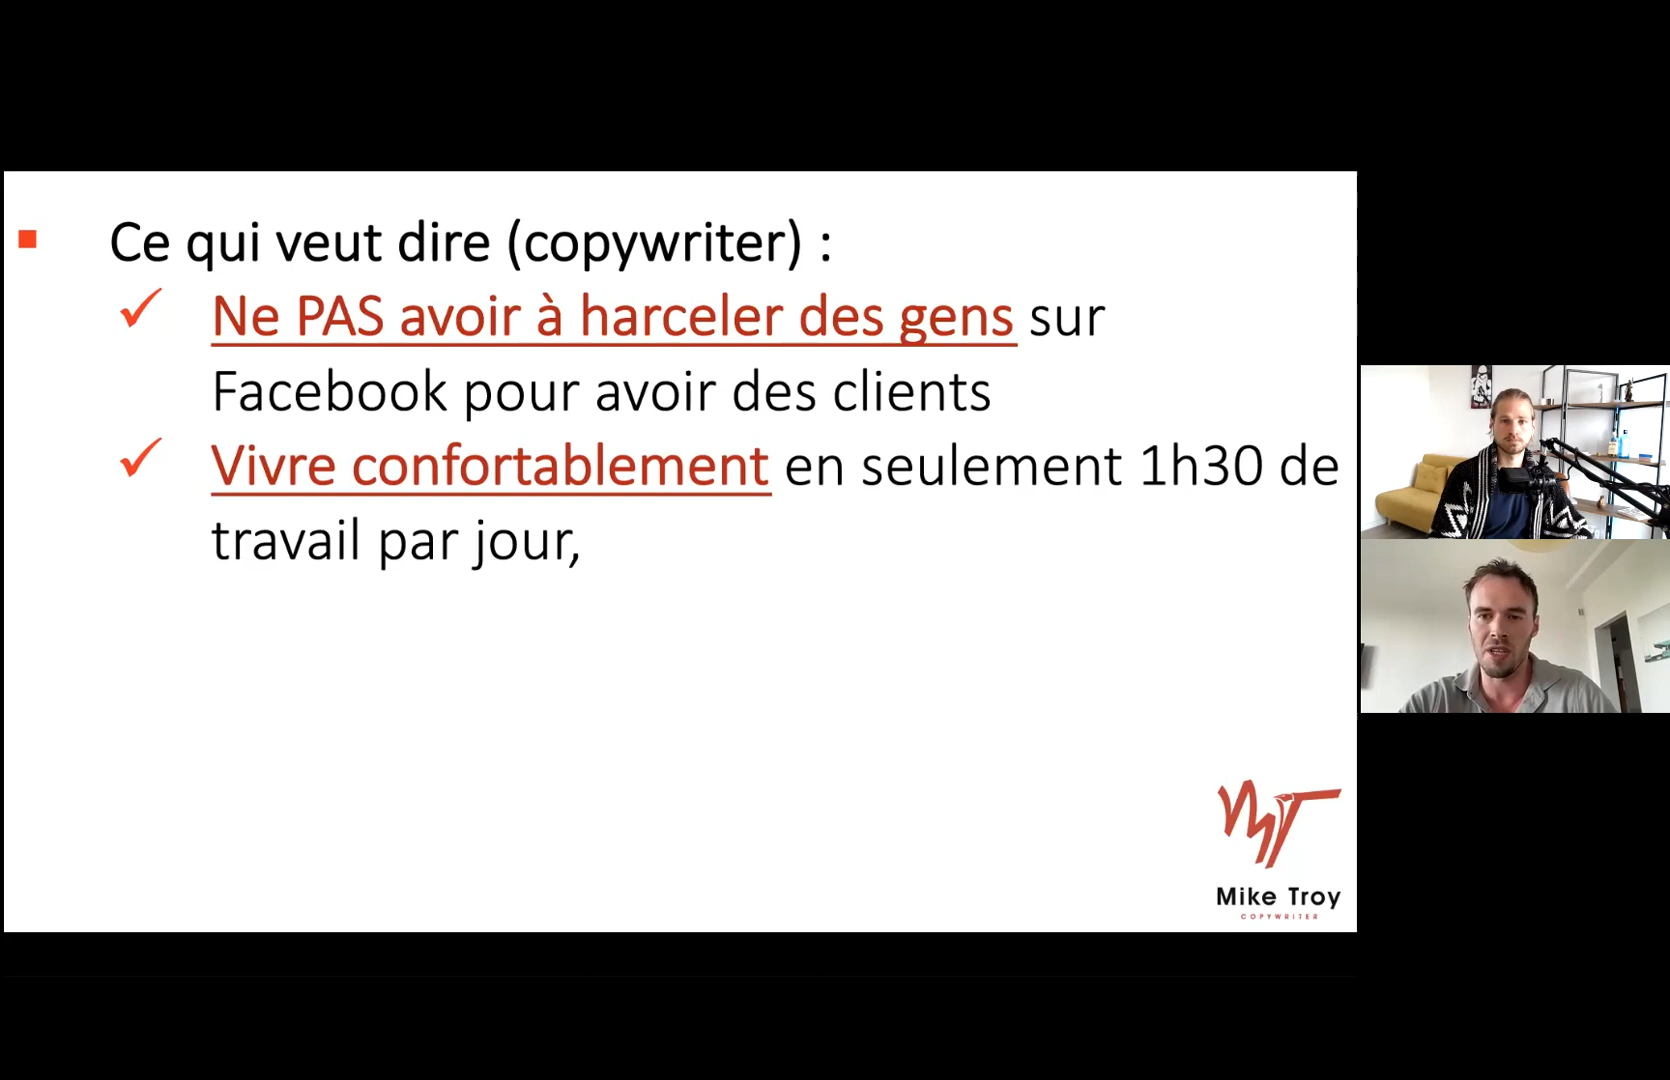 Ce qui veut dire (copywriter) :
Ne PAS avoir à harceler des gens sur
Facebook pour avoir des clients
Vivre confortablement en seulement 1h30 de
travail par jour,
MT
Mike Troy
COPYWRITER